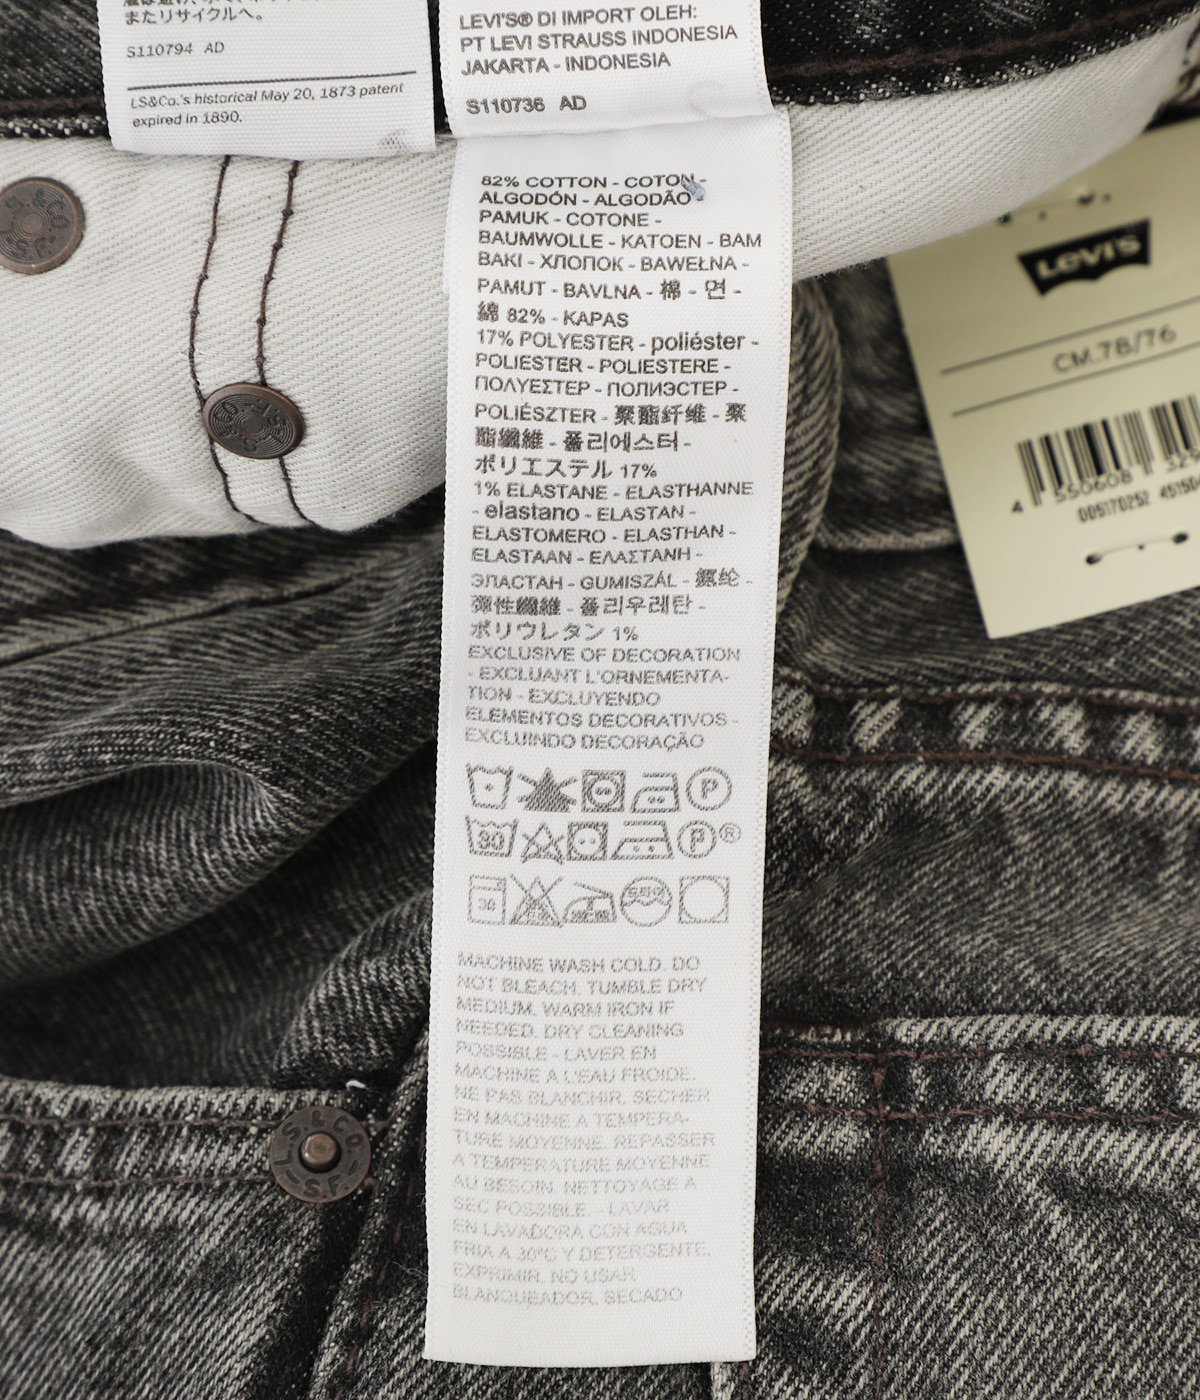 またリサイクルへ。
S110794 AD
LS&Co.'s historical May 20, 1873 patent
expired in 1890.
LEVI'S® DI IMPORT OLEH:
PT LEVI STRAUSS INDONESIA
JAKARTA - INDONESIA
S110736 AD
82% COTTON - COTON -
ALGODÓN - ALGODÃO -
PAMUK - COTONE -
BAUMWOLLE - KATOEN - BAM
BAKI - ХЛОПОК - BAWEŁNA -
PAMUT - BAVLNA - 棉 - 면 -
綿 82% - KAPAS
17% POLYESTER - poliéster -
POLIESTER - POLIESTERE -
ΠΟΛΥΕΣΤΕΡ - ПОЛИЭСТЕР -
POLIÉSZTER - 聚酯纤维 - 聚
酯纖維 - 폴리에스터 -
ポリエステル 17%
1% ELASTANE - ELASTHANNE
- elastano - ELASTAN -
ELASTOMERO - ELASTHAN -
ELASTAAN - ΕΛΑΣΤΑΝΗ -
ЭЛАСТАН - GUMISZÁL - 氨纶 -
彈性纖維 - 폴리우레탄 -
ポリウレタン 1%
EXCLUSIVE OF DECORATION
- EXCLUANT L'ORNEMENTA-
TION - EXCLUYENDO
ELEMENTOS DECORATIVOS -
EXCLUINDO DECORAÇÃO
P
30 P ®
30
MACHINE WASH COLD. DO
NOT BLEACH. TUMBLE DRY
MEDIUM. WARM IRON IF
NEEDED. DRY CLEANING
POSSIBLE - LAVER EN
MACHINE A L'EAU FROIDE.
NE PAS BLANCHIR. SECHER
EN MACHINE A TEMPERA-
TURE MOYENNE. REPASSER
A TEMPERATURE MOYENNE
AU BESOIN. NETTOYAGE A
SEC POSSIBLE. - LAVAR
EN LAVADORA CON AGUA
FRIA A 30°C Y DETERGENTE.
EXPRIMIR. NO USAR
BLANQUEADOR. SECADO
LEVI'S
CM.78/76
4 550608 329
005170252 45150
L.S.& CO.
S.F.